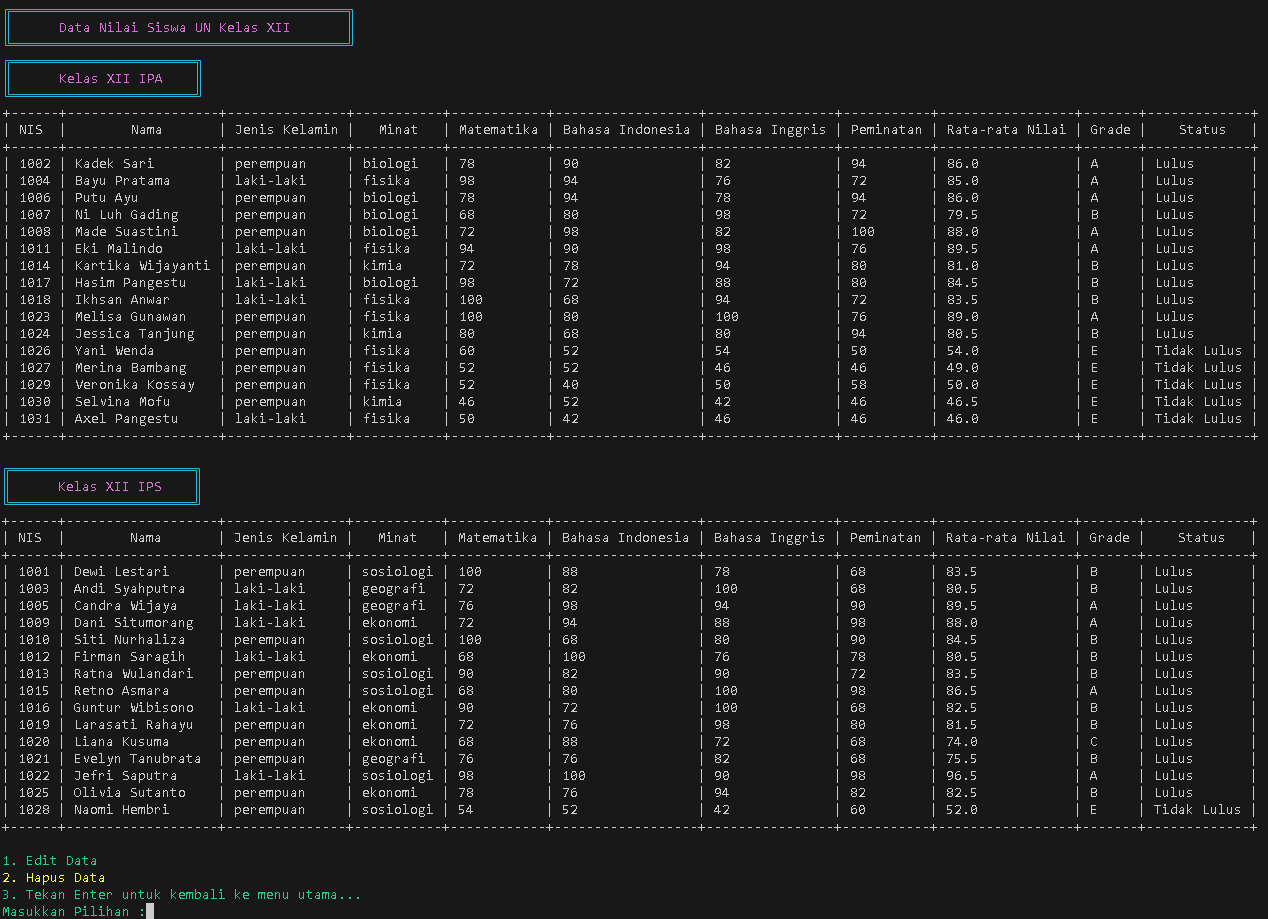 Data Nilai Siswa UN Kelas XII
Kelas XII IPA
| NIS | Nama | Jenis Kelamin | Minat | Matematika | Bahasa Indonesia | Bahasa Inggris | Peminatan | Rata-rata Nilai | Grade | Status |
| 1002 | Kadek Sari | perempuan | biologi | 78 | 90 | 82 | 94 | 86.0 | A | Lulus |
| 1004 | Bayu Pratama | laki-laki | fisika | 98 | 94 | 76 | 72 | 85.0 | A | Lulus |
| 1006 | Putu Ayu | perempuan | biologi | 78 | 94 | 78 | 94 | 86.0 | A | Lulus |
| 1007 | Ni Luh Gading | perempuan | biologi | 68 | 80 | 98 | 72 | 79.5 | B | Lulus |
| 1008 | Made Suastini | perempuan | biologi | 72 | 98 | 82 | 100 | 88.0 | A | Lulus |
| 1011 | Eki Malindo | laki-laki | fisika | 94 | 90 | 98 | 76 | 89.5 | A | Lulus |
| 1014 | Kartika Wijayanti | perempuan | kimia | 72 | 78 | 94 | 80 | 81.0 | B | Lulus |
| 1017 | Hasim Pangestu | laki-laki | biologi | 98 | 72 | 88 | 80 | 84.5 | B | Lulus |
| 1018 | Ikhsan Anwar | laki-laki | fisika | 100 | 68 | 94 | 72 | 83.5 | B | Lulus |
| 1023 | Melisa Gunawan | perempuan | fisika | 100 | 80 | 100 | 76 | 89.0 | A | Lulus |
| 1024 | Jessica Tanjung | perempuan | kimia | 80 | 68 | 80 | 94 | 80.5 | B | Lulus |
| 1026 | Yani Wenda | perempuan | fisika | 60 | 52 | 54 | 50 | 54.0 | E | Tidak Lulus |
| 1027 | Merina Bambang | perempuan | fisika | 52 | 52 | 46 | 46 | 49.0 | E | Tidak Lulus |
| 1029 | Veronika Kossay | perempuan | fisika | 52 | 40 | 50 | 58 | 50.0 | E | Tidak Lulus |
| 1030 | Selvina Mofu | perempuan | kimia | 46 | 52 | 42 | 46 | 46.5 | E | Tidak Lulus |
| 1031 | Axel Pangestu | laki-laki | fisika | 50 | 42 | 46 | 46 | 46.0 | E | Tidak Lulus |
Kelas XII IPS
| NIS | Nama | Jenis Kelamin | Minat | Matematika | Bahasa Indonesia | Bahasa Inggris | Peminatan | Rata-rata Nilai | Grade | Status |
| 1001 | Dewi Lestari | perempuan | sosiologi | 100 | 88 | 78 | 68 | 83.5 | B | Lulus |
| 1003 | Andi Syahputra | laki-laki | geografi | 72 | 82 | 100 | 68 | 80.5 | B | Lulus |
| 1005 | Candra Wijaya | laki-laki | geografi | 76 | 98 | 94 | 90 | 89.5 | A | Lulus |
| 1009 | Dani Situmorang | laki-laki | ekonomi | 72 | 94 | 88 | 98 | 88.0 | A | Lulus |
| 1010 | Siti Nurhaliza | perempuan | sosiologi | 100 | 68 | 80 | 90 | 84.5 | B | Lulus |
| 1012 | Firman Saragih | laki-laki | ekonomi | 68 | 100 | 76 | 78 | 80.5 | B | Lulus |
| 1013 | Ratna Wulandari | perempuan | sosiologi | 90 | 82 | 90 | 72 | 83.5 | B | Lulus |
| 1015 | Retno Asmara | perempuan | sosiologi | 68 | 80 | 100 | 98 | 86.5 | A | Lulus |
| 1016 | Guntur Wibisono | laki-laki | ekonomi | 90 | 72 | 100 | 68 | 82.5 | B | Lulus |
| 1019 | Larasati Rahayu | perempuan | ekonomi | 72 | 76 | 98 | 80 | 81.5 | B | Lulus |
| 1020 | Liana Kusuma | perempuan | ekonomi | 68 | 88 | 72 | 68 | 74.0 | C | Lulus |
| 1021 | Evelyn Tanubrata | perempuan | geografi | 76 | 76 | 82 | 68 | 75.5 | B | Lulus |
| 1022 | Jefri Saputra | laki-laki | sosiologi | 98 | 100 | 90 | 98 | 96.5 | A | Lulus |
| 1025 | Olivia Sutanto | perempuan | ekonomi | 78 | 76 | 94 | 82 | 82.5 | B | Lulus |
| 1028 | Naomi Hembri | perempuan | sosiologi | 54 | 52 | 42 | 60 | 52.0 | E | Tidak Lulus |
1. Edit Data
2. Hapus Data
3. Tekan Enter untuk kembali ke menu utama...
Masukkan Pilihan :